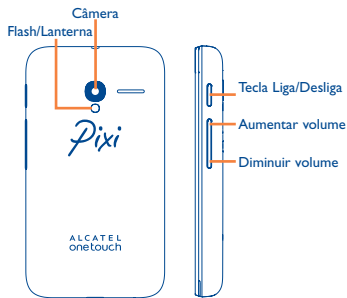 Câmera
Flash/Lanterna
Tecla Liga/Desliga
Aumentar volume
Diminuir volume
Pixi
ALCATEL
onetouch